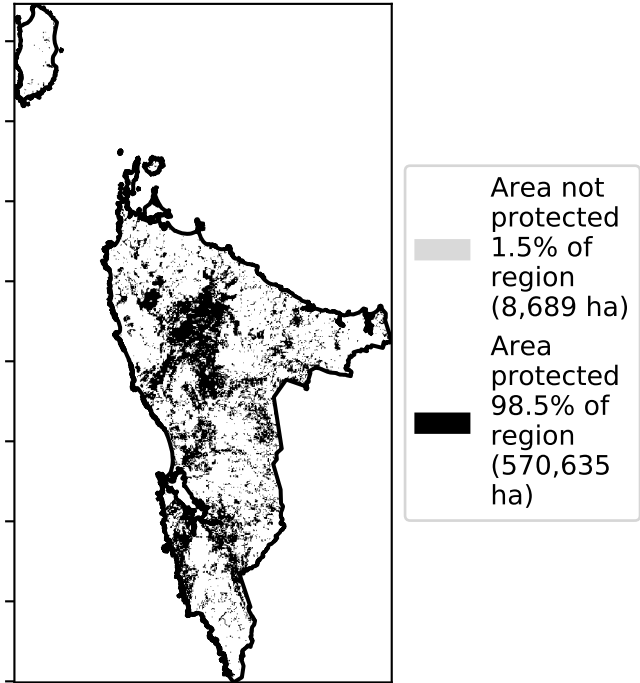 Area not
protected
1.5% of
region
(8,689 ha)
Area
protected
98.5% of
region
(570,635
ha)